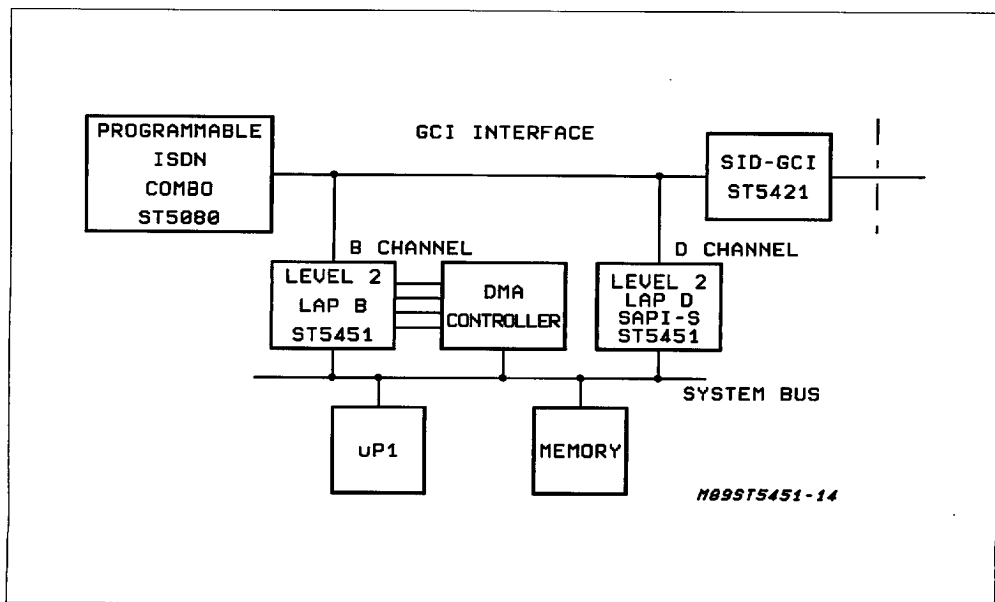 PROGRAMMABLE
ISDN
COMBO
ST5080
GCI INTERFACE
SID-GCI
ST5421
B CHANNEL
D CHANNEL
LEVEL 2
LAP B
ST5451
DMA
CONTROLLER
LEVEL 2
LAP D
SAPI-S
ST5451
SYSTEM BUS
uP1
MEMORY
M89ST5451-14